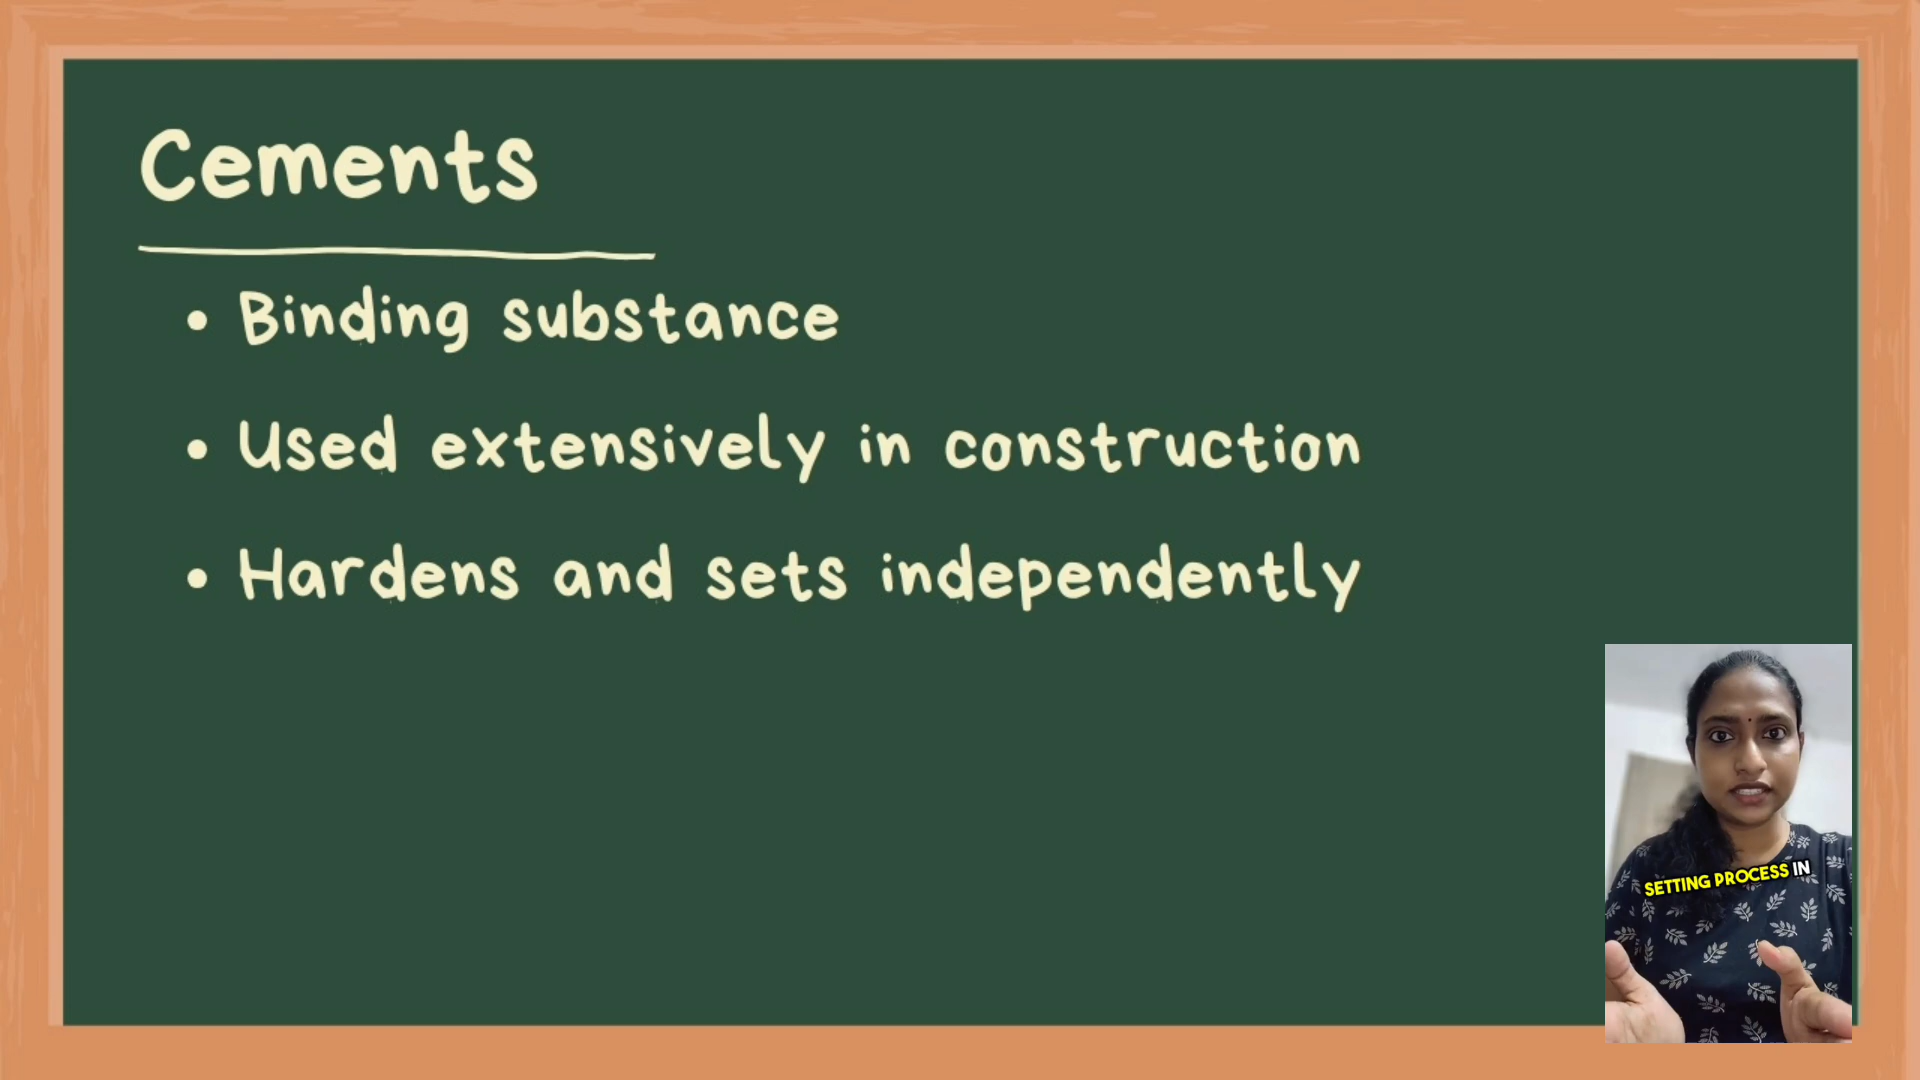 Cements
• Binding substance
• Used extensively in construction
• Hardens and sets independently
SETTING PROCESS IN